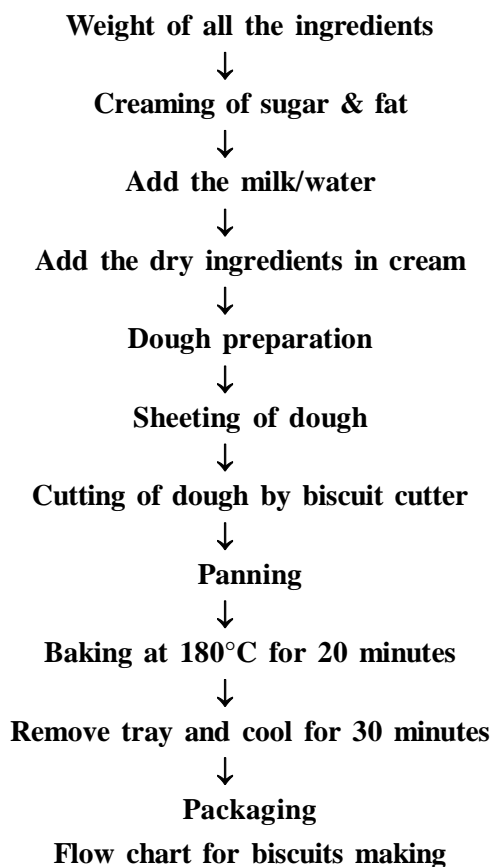 Weight of all the ingredients
↓
Creaming of sugar & fat
↓
Add the milk/water
↓
Add the dry ingredients in cream
↓
Dough preparation
↓
Sheeting of dough
↓
Cutting of dough by biscuit cutter
↓
Panning
↓
Baking at 180°C for 20 minutes
↓
Remove tray and cool for 30 minutes
↓
Packaging
Flow chart for biscuits making